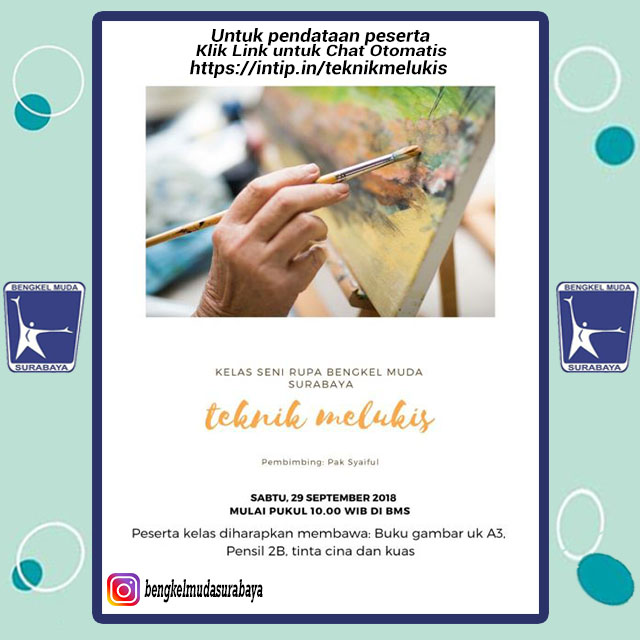 Untuk pendataan peserta
Klik Link untuk Chat Otomatis
https://intip.in/teknikmelukis
BENGKEL MUDA
SURABAYA
BENGKEL MUDA
SURABAYA
KELAS SENI RUPA BENGKEL MUDA
SURABAYA
teknik melukis
Pembimbing: Pak Syaiful
SABTU, 29 SEPTEMBER 2018
MULAI PUKUL 10.00 WIB DI BMS
Peserta kelas diharapkan membawa: Buku gambar uk A3,
Pensil 2B, tinta cina dan kuas
bengkelmudasurabaya